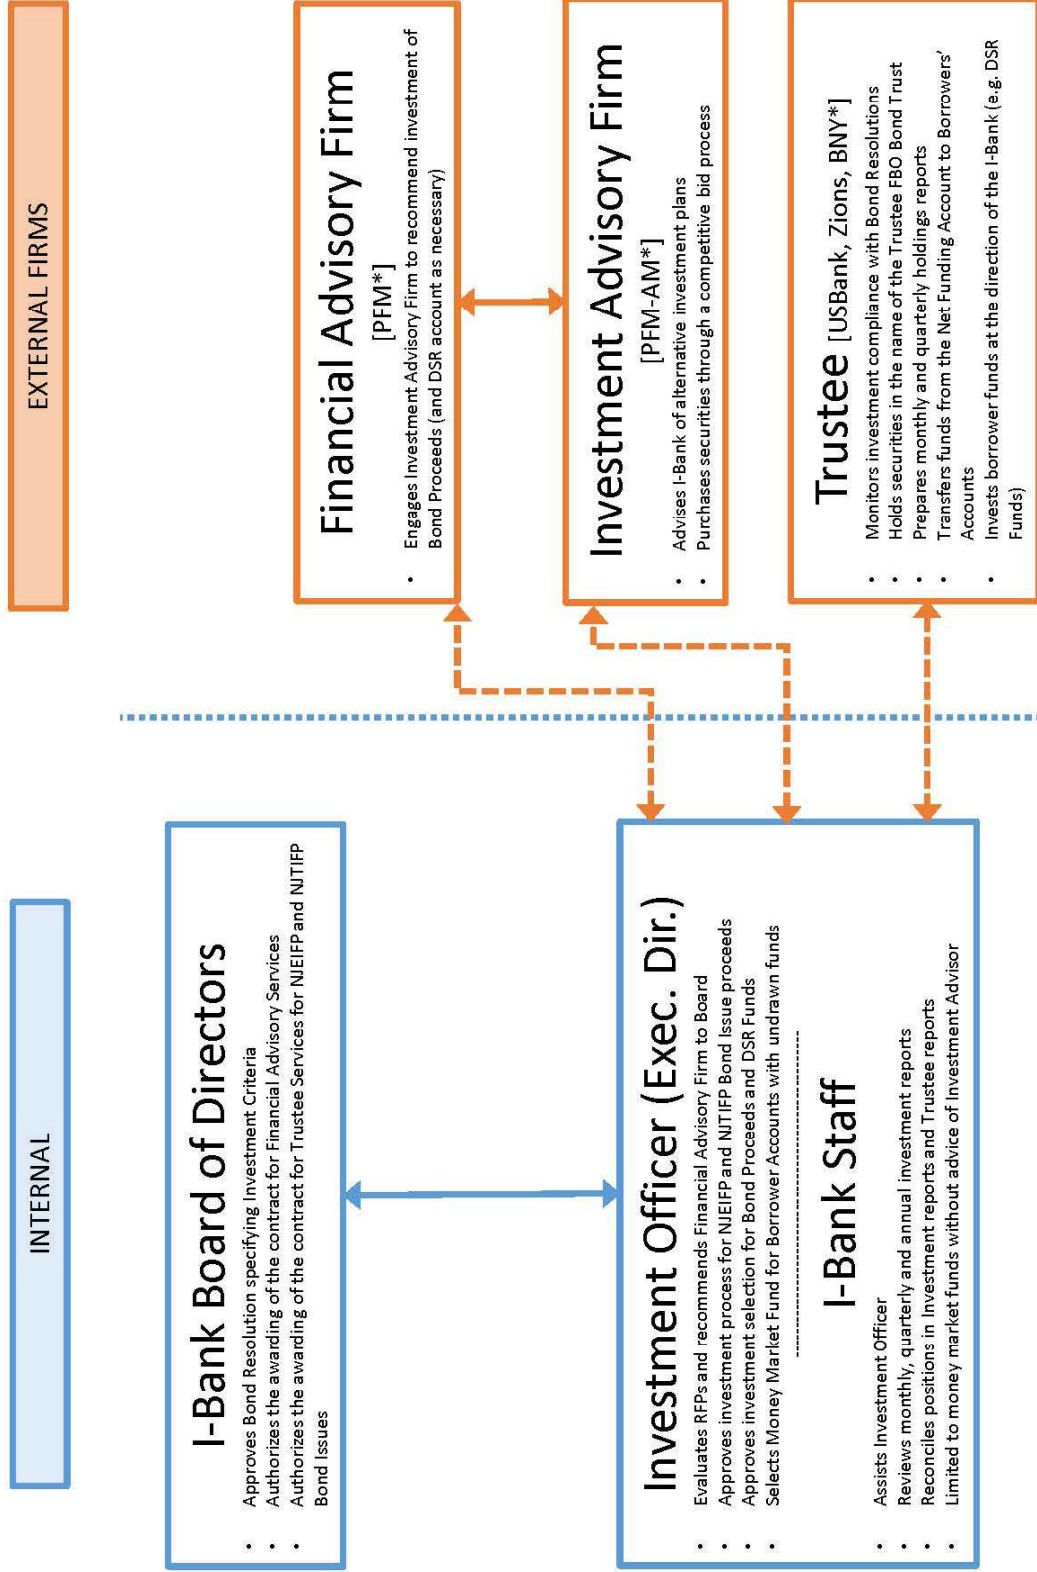 INTERNAL
I-Bank Board of Directors
• Approves Bond Resolution specifying Investment Criteria
• Authorizes the awarding of the contract for Financial Advisory Services
• Authorizes the awarding of the contract for Trustee Services for NJEIFP and NJTIFP
Bond Issues
Investment Officer (Exec. Dir.)
• Evaluates RFPs and recommends Financial Advisory Firm to Board
• Approves investment process for NJEIFP and NJTIFP Bond Issue proceeds
• Approves investment selection for Bond Proceeds and DSR Funds
• Selects Money Market Fund for Borrower Accounts with undrawn funds
I-Bank Staff
• Assists Investment Officer
• Reviews monthly, quarterly and annual investment reports
• Reconciles positions in Investment reports and Trustee reports
• Limited to money market funds without advice of Investment Advisor
EXTERNAL FIRMS
Financial Advisory Firm
[PFM*]
• Engages Investment Advisory Firm to recommend investment of
Bond Proceeds (and DSR account as necessary)
Investment Advisory Firm
[PFM-AM*]
• Advises I-Bank of alternative investment plans
• Purchases securities through a competitive bid process
Trustee [USBank, Zions, BNY*]
• Monitors investment compliance with Bond Resolutions
• Holds securities in the name of the Trustee FBO Bond Trust
• Prepares monthly and quarterly holdings reports
• Transfers funds from the Net Funding Account to Borrowers'
Accounts
• Invests borrower funds at the direction of the I-Bank (e.g. DSR
Funds)